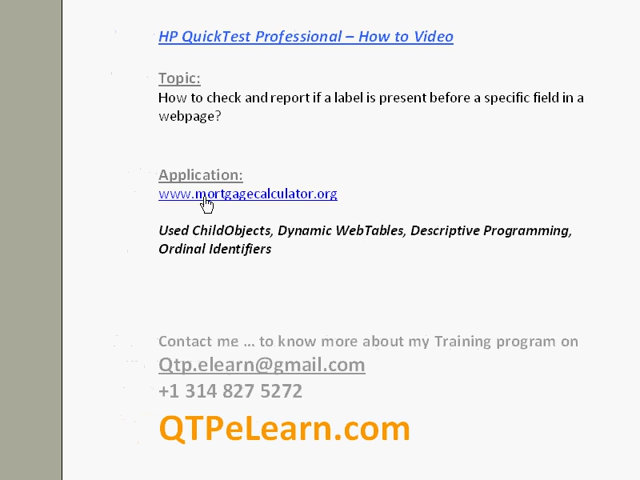 HP QuickTest Professional – How to Video
Topic:
How to check and report if a label is present before a specific field in a
webpage?
Application:
www.mortgagecalculator.org
Used ChildObjects, Dynamic WebTables, Descriptive Programming,
Ordinal Identifiers
Contact me ... to know more about my Training program on
Qtp.elearn@gmail.com
+1 314 827 5272
QTPeLearn.com